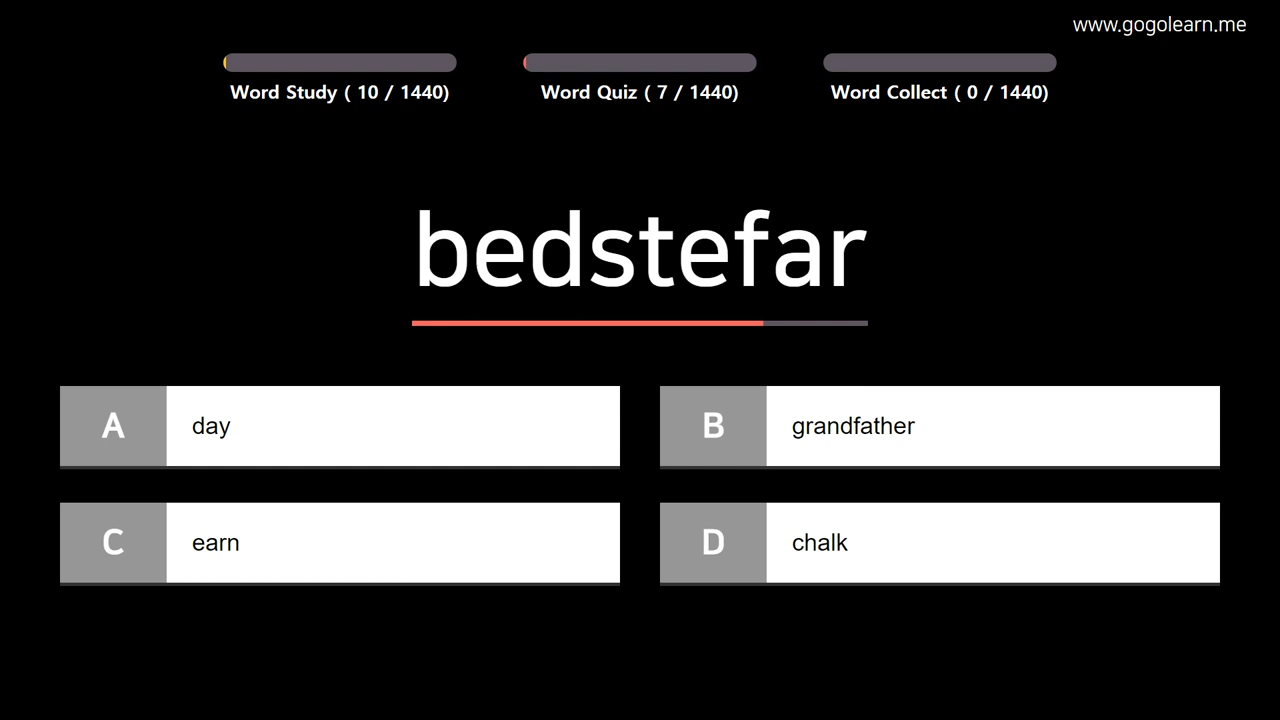 www.gogolearn.me
Word Study ( 10 / 1440)
Word Quiz ( 7 / 1440)
Word Collect ( 0 / 1440)
bedstefar
A day
B grandfather
C earn
D chalk